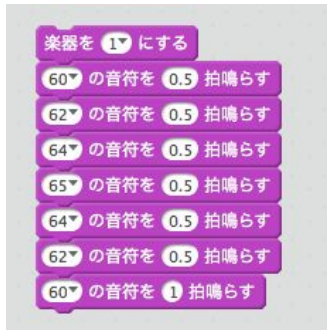 楽器を 1 にする
60 の音符を 0.5 拍鳴らす
62 の音符を 0.5 拍鳴らす
64 の音符を 0.5 拍鳴らす
65 の音符を 0.5 拍鳴らす
64 の音符を 0.5 拍鳴らす
62 の音符を 0.5 拍鳴らす
60 の音符を 1 拍鳴らす